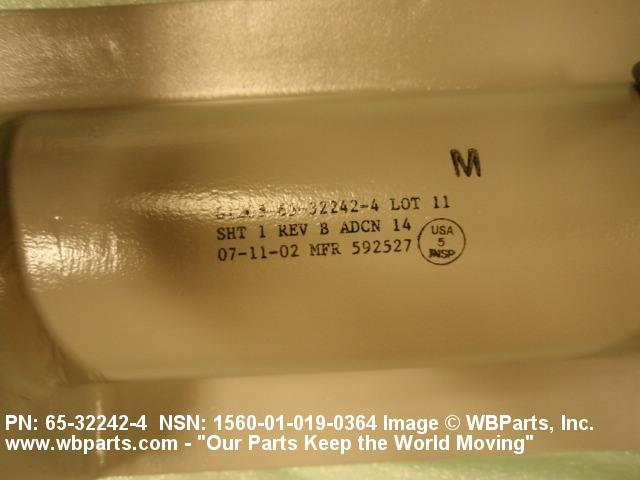 M
65-32242-4 LOT 11
SHT 1 REV B ADCN 14
07-11-02 MFR 592527
USA
5
INSP
PN: 65-32242-4 NSN: 1560-01-019-0364 Image © WBParts, Inc.
www.wbparts.com - "Our Parts Keep the World Moving"